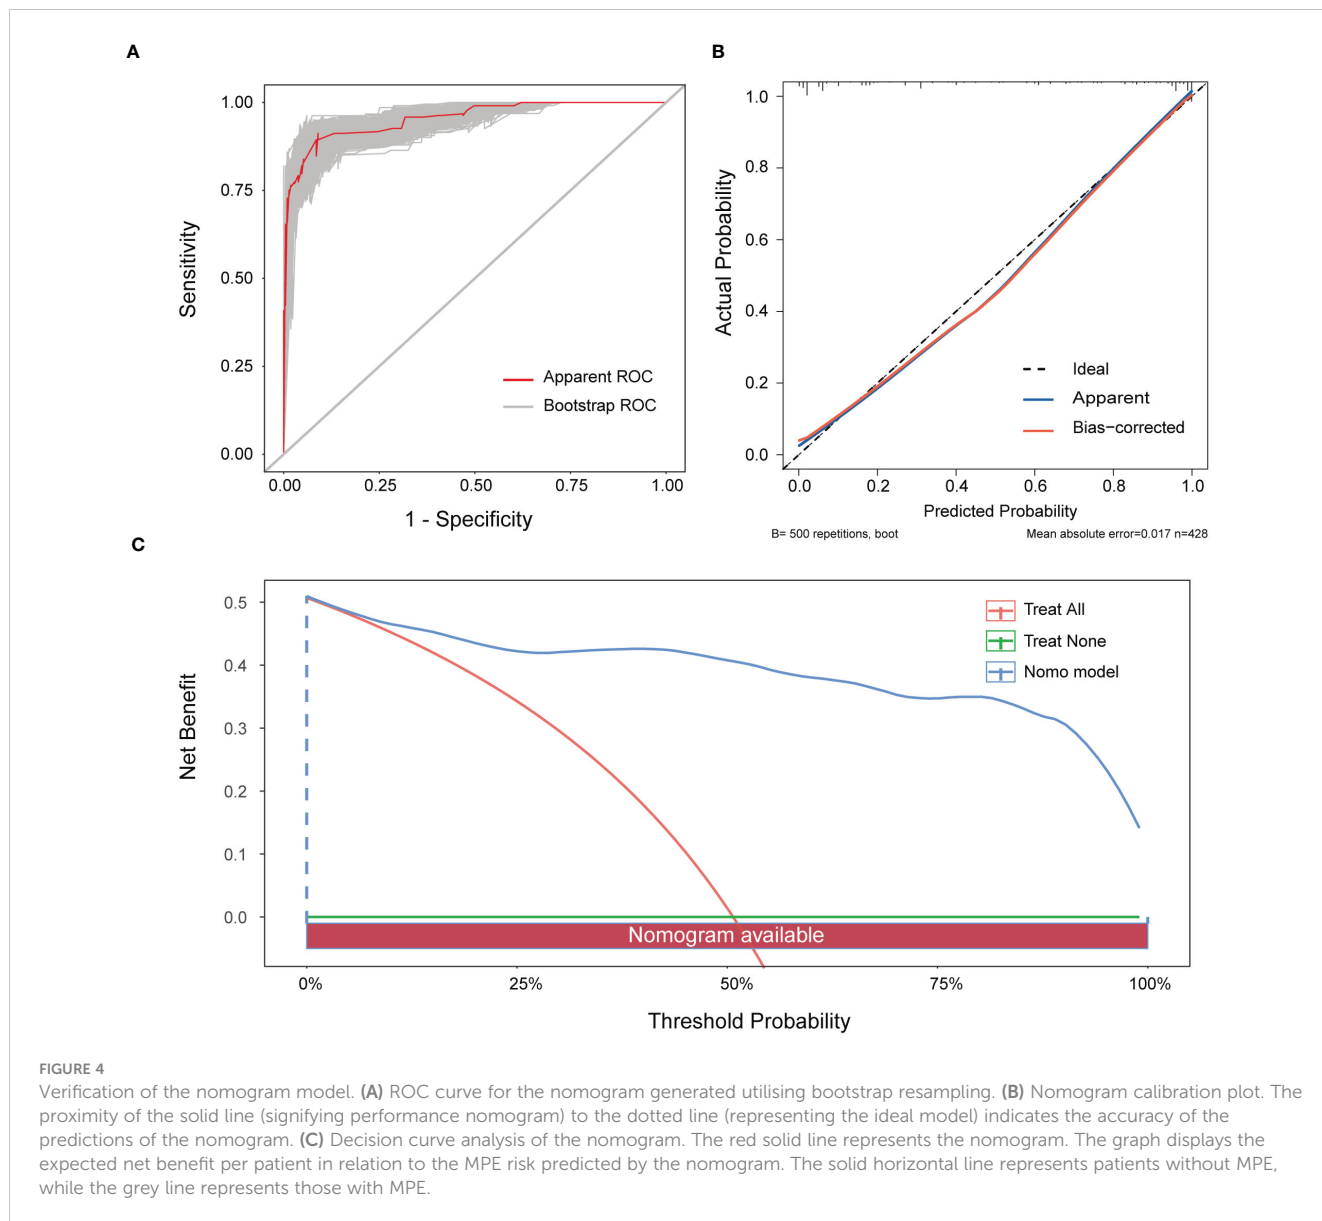 A
1.00
0.75
0.50
0.25
0.00
Sensitivity
0.00 0.25 0.50 0.75 1.00
1 - Specificity
Apparent ROC
Bootstrap ROC
B
1.0
0.8
0.6
0.4
0.2
0.0
Actual Probability
0.0 0.2 0.4 0.6 0.8 1.0
Predicted Probability
Ideal
Apparent
Bias-corrected
B= 500 repetitions, boot
Mean absolute error=0.017 n=428
C
0.5
0.4
0.3
0.2
0.1
0.0
Net Benefit
Treat All
Treat None
Nomo model
Nomogram available
0% 25% 50% 75% 100%
Threshold Probability
FIGURE 4
Verification of the nomogram model. (A) ROC curve for the nomogram generated utilising bootstrap resampling. (B) Nomogram calibration plot. The
proximity of the solid line (signifying performance nomogram) to the dotted line (representing the ideal model) indicates the accuracy of the
predictions of the nomogram. (C) Decision curve analysis of the nomogram. The red solid line represents the nomogram. The graph displays the
expected net benefit per patient in relation to the MPE risk predicted by the nomogram. The solid horizontal line represents patients without MPE,
while the grey line represents those with MPE.